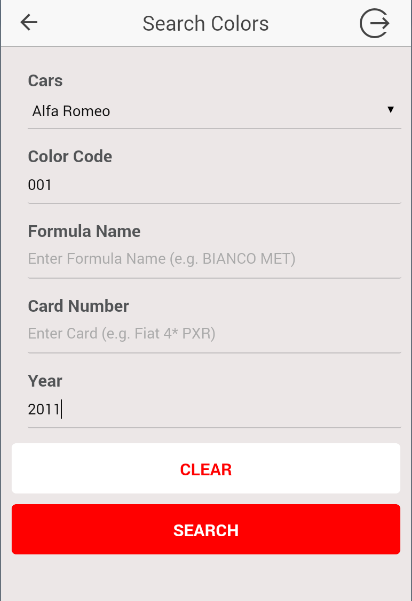 Search Colors
Cars
Alfa Romeo
Color Code
001
Formula Name
Enter Formula Name (e.g. BIANCO MET)
Card Number
Enter Card (e.g. Fiat 4* PXR)
Year
2011
CLEAR
SEARCH